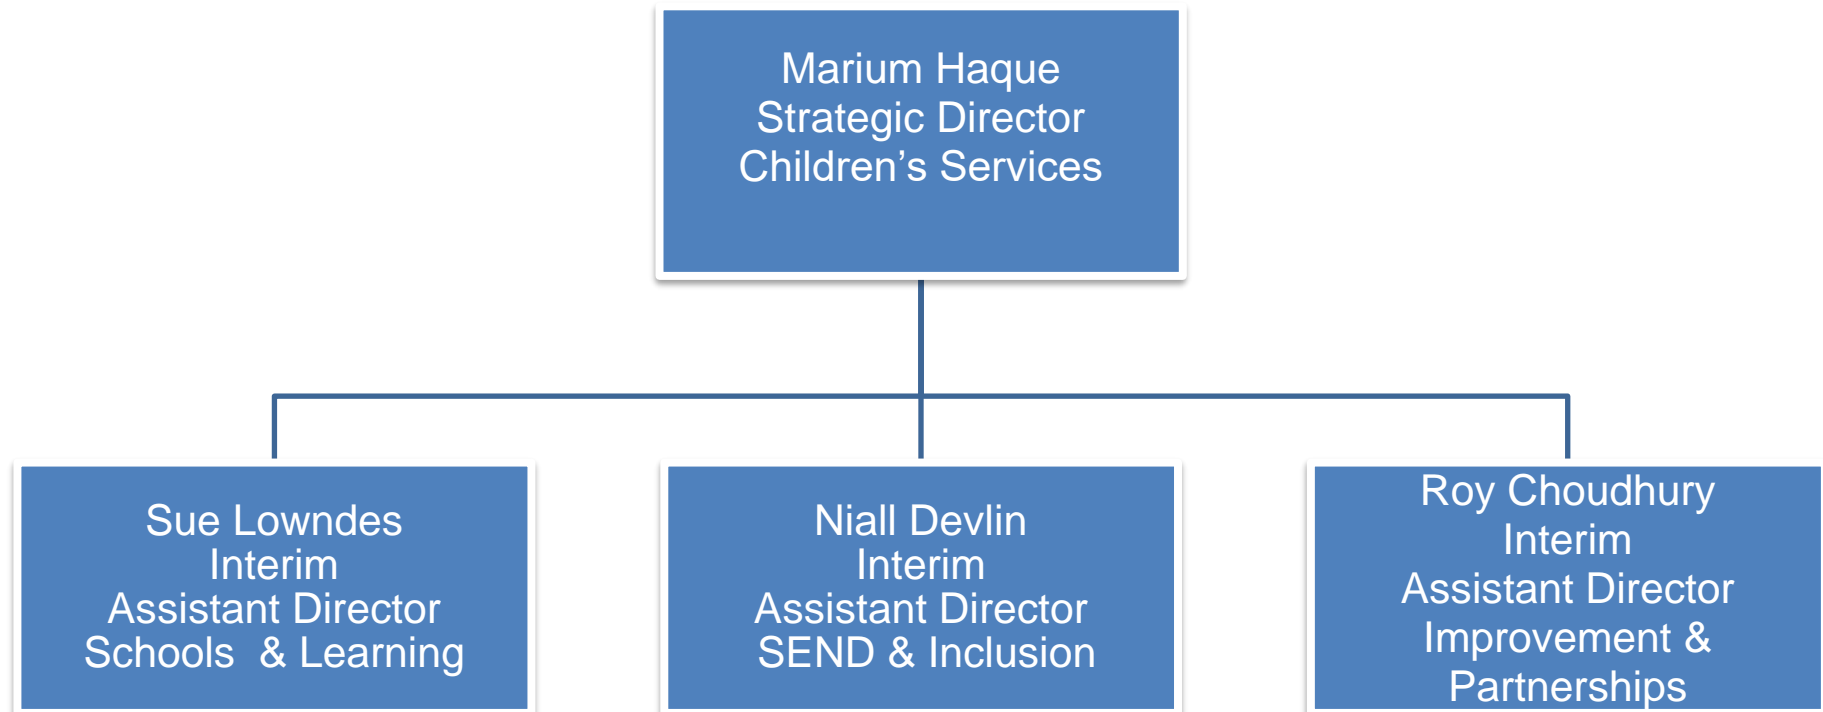 Marium Haque
Strategic Director
Children’s Services
Sue Lowndes
Interim
Assistant Director
Schools  & Learning
Niall Devlin
Interim
Assistant Director
SEND & Inclusion
Roy Choudhury
Interim
Assistant Director
Improvement &
Partnerships